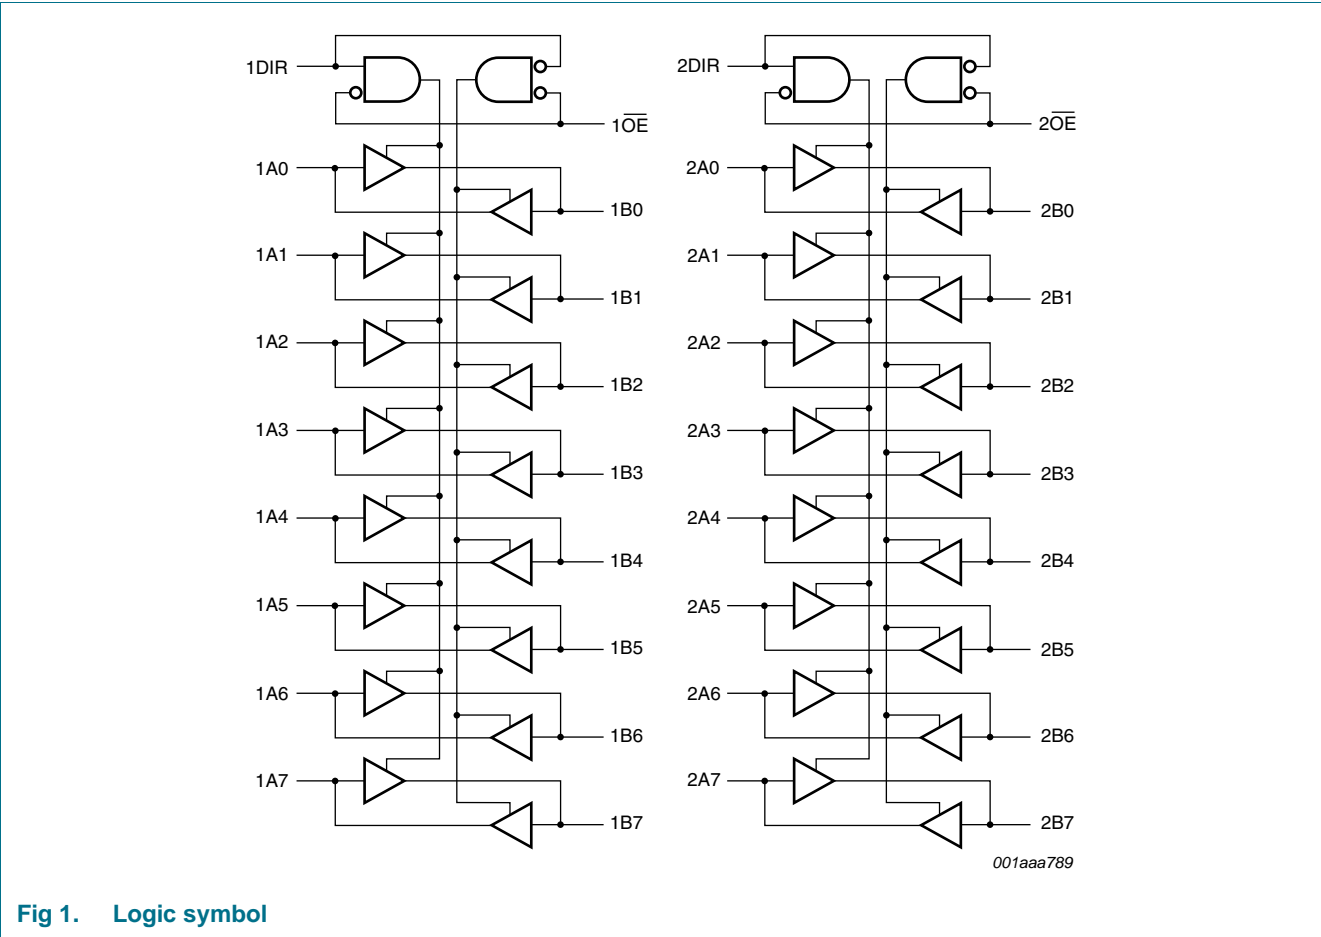 1DIR
1O̅E̅
1A0
1B0
1A1
1B1
1A2
1B2
1A3
1B3
1A4
1B4
1A5
1B5
1A6
1B6
1A7
1B7
2DIR
2O̅E̅
2A0
2B0
2A1
2B1
2A2
2B2
2A3
2B3
2A4
2B4
2A5
2B5
2A6
2B6
2A7
2B7
001aaa789
Fig 1. Logic symbol